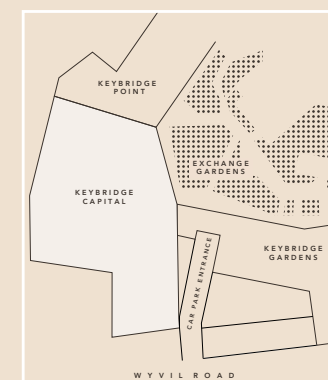 KEYBRIDGE
POINT
EXCHANGE
GARDENS
KEYBRIDGE
CAPITAL
KEYBRIDGE
GARDENS
CAR PARK ENTRANCE
WYVIL ROAD